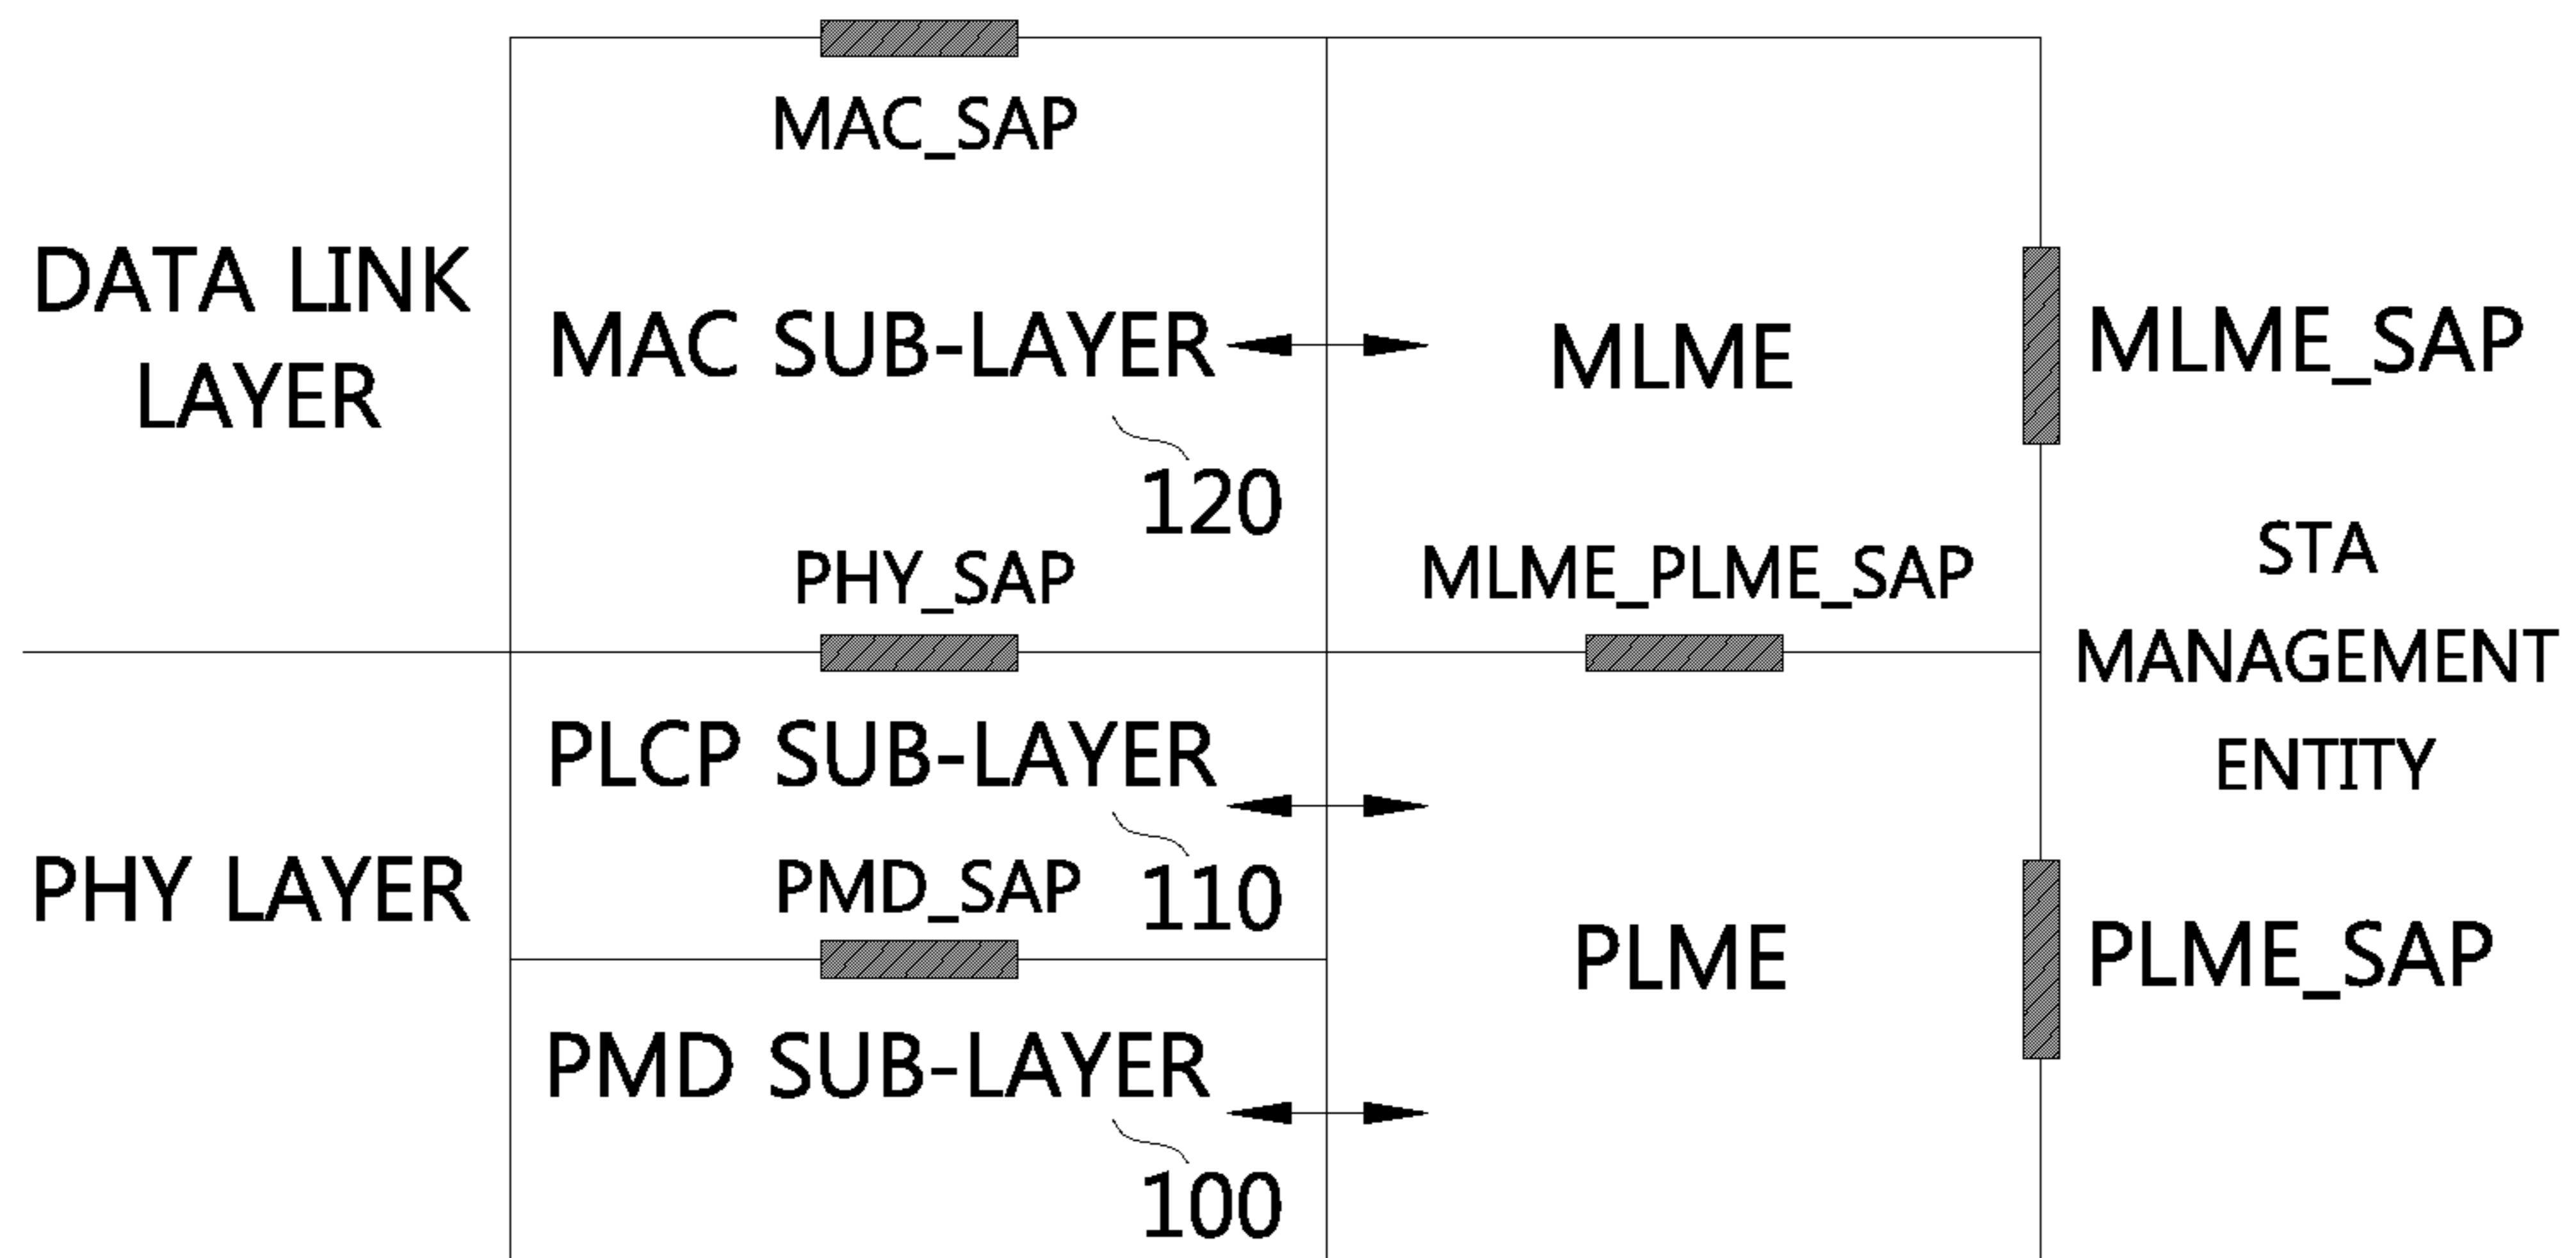 MAC_SAP
DATA LINK
LAYER
MAC SUB-LAYER
120
PHY_SAP
MLME
MLME_PLME_SAP
MLME_SAP
STA
MANAGEMENT
ENTITY
PHY LAYER
PLCP SUB-LAYER
110
PMD_SAP
PMD SUB-LAYER
100
PLME
PLME_SAP